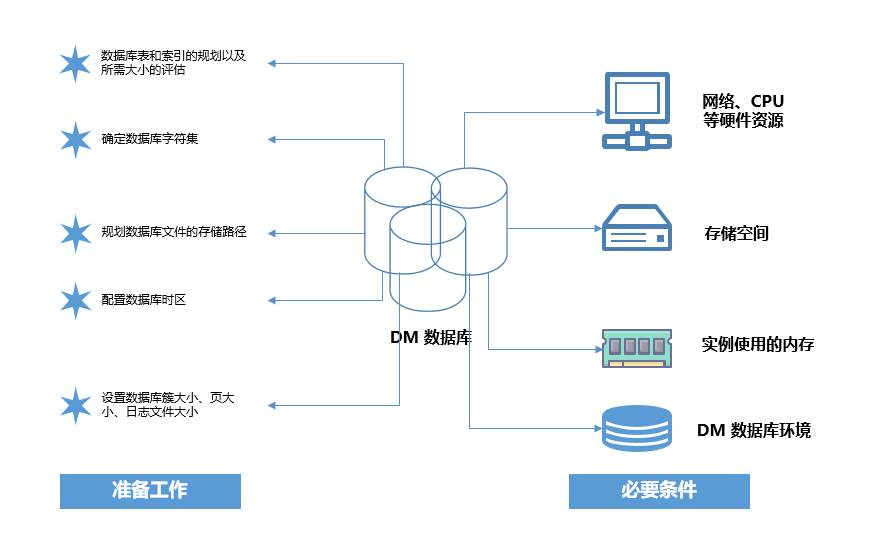 数据库表和索引的规划以及
所需大小的评估
确定数据库字符集
规划数据库文件的存储路径
配置数据库时区
设置数据库簇大小、页大
小、日志文件大小
准备工作
DM 数据库
网络、CPU
等硬件资源
存储空间
实例使用的内存
DM 数据库环境
必要条件